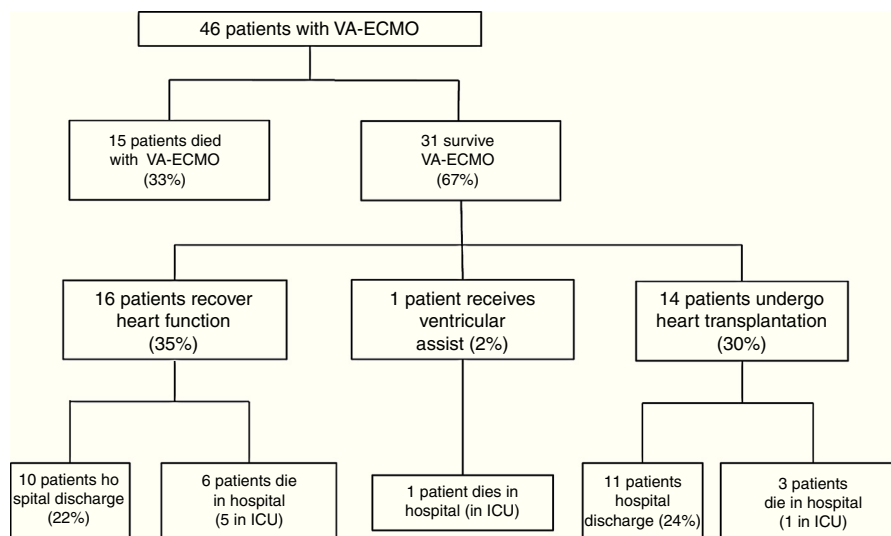 46 patients with VA-ECMO
15 patients died
with VA-ECMO
(33%)
31 survive
VA-ECMO
(67%)
16 patients recover
heart function
(35%)
1 patient receives
ventricular
assist (2%)
14 patients undergo
heart transplantation
(30%)
10 patients ho
spital discharge
(22%)
6 patients die
in hospital
(5 in ICU)
1 patient dies in
hospital (in ICU)
11 patients
hospital
discharge (24%)
3 patients
die in hospital
(1 in ICU)